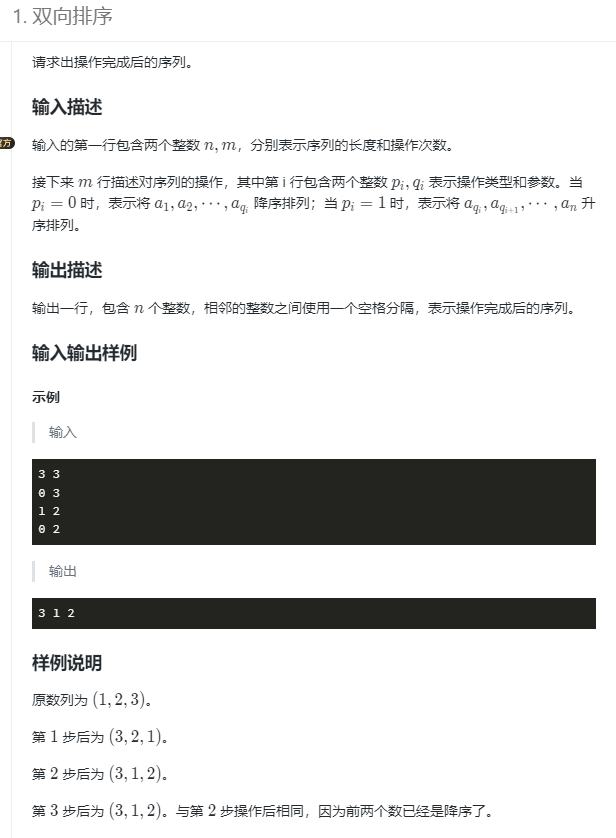 1. 双向排序
请求出操作完成后的序列。
输入描述
方
输入的第一行包含两个整数 n, m，分别表示序列的长度和操作次数。
接下来 m 行描述对序列的操作，其中第 i 行包含两个整数 pᵢ, qᵢ 表示操作类型和参数。当
pᵢ = 0 时，表示将 a₁, a₂, ⋯, a_{qᵢ} 降序排列；当 pᵢ = 1 时，表示将 a_{qᵢ}, a_{q_{i+1}}, ⋯, aₙ 升
序排列。
输出描述
输出一行，包含 n 个整数，相邻的整数之间使用一个空格分隔，表示操作完成后的序列。
输入输出样例
示例
输入
3 3
0 3
1 2
0 2
输出
3 1 2
样例说明
原数列为 (1, 2, 3)。
第 1 步后为 (3, 2, 1)。
第 2 步后为 (3, 1, 2)。
第 3 步后为 (3, 1, 2)。与第 2 步操作后相同，因为前两个数已经是降序了。